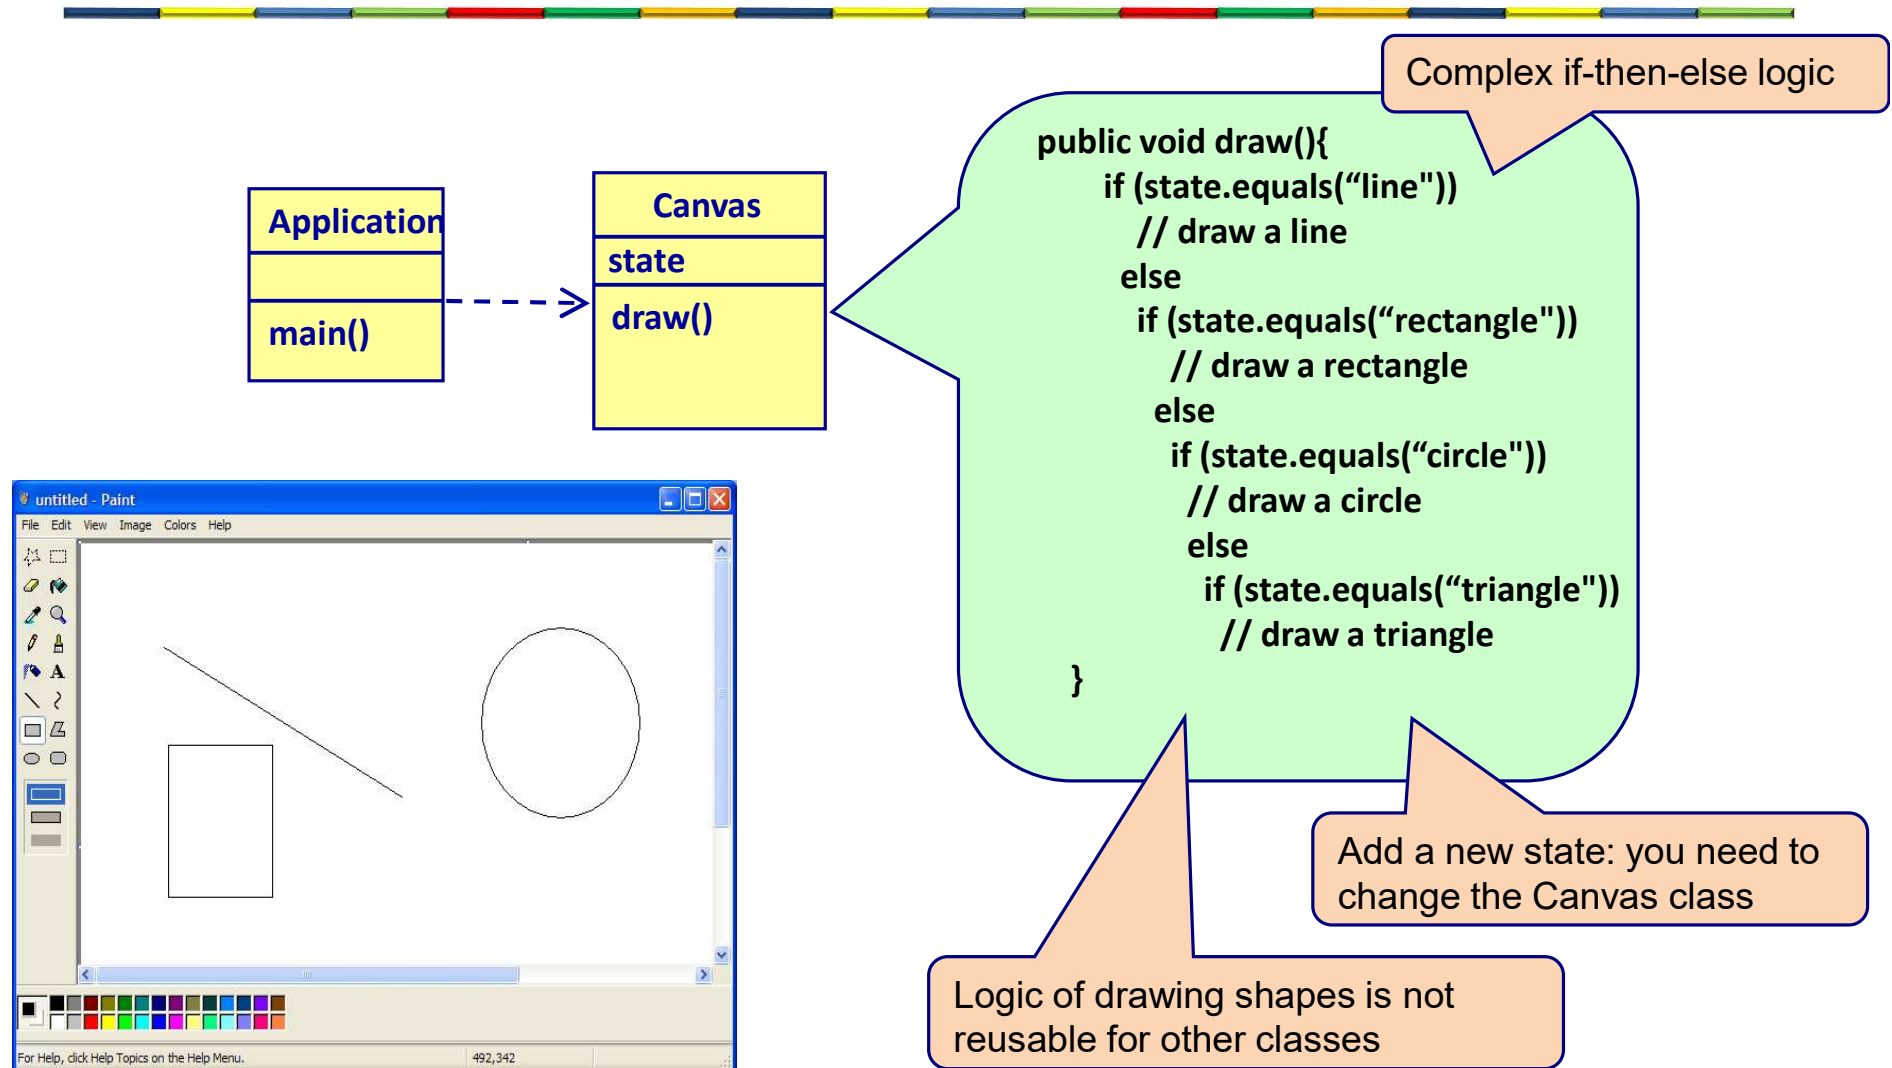 Complex if-then-else logic
Application
main()
Canvas
state
draw()
public void draw(){
if (state.equals(“line"))
// draw a line
else
if (state.equals(“rectangle"))
// draw a rectangle
else
if (state.equals(“circle"))
// draw a circle
else
if (state.equals(“triangle"))
// draw a triangle
}
untitled - Paint
File Edit View Image Colors Help
A
For Help, click Help Topics on the Help Menu.
492,342
Add a new state: you need to
change the Canvas class
Logic of drawing shapes is not
reusable for other classes